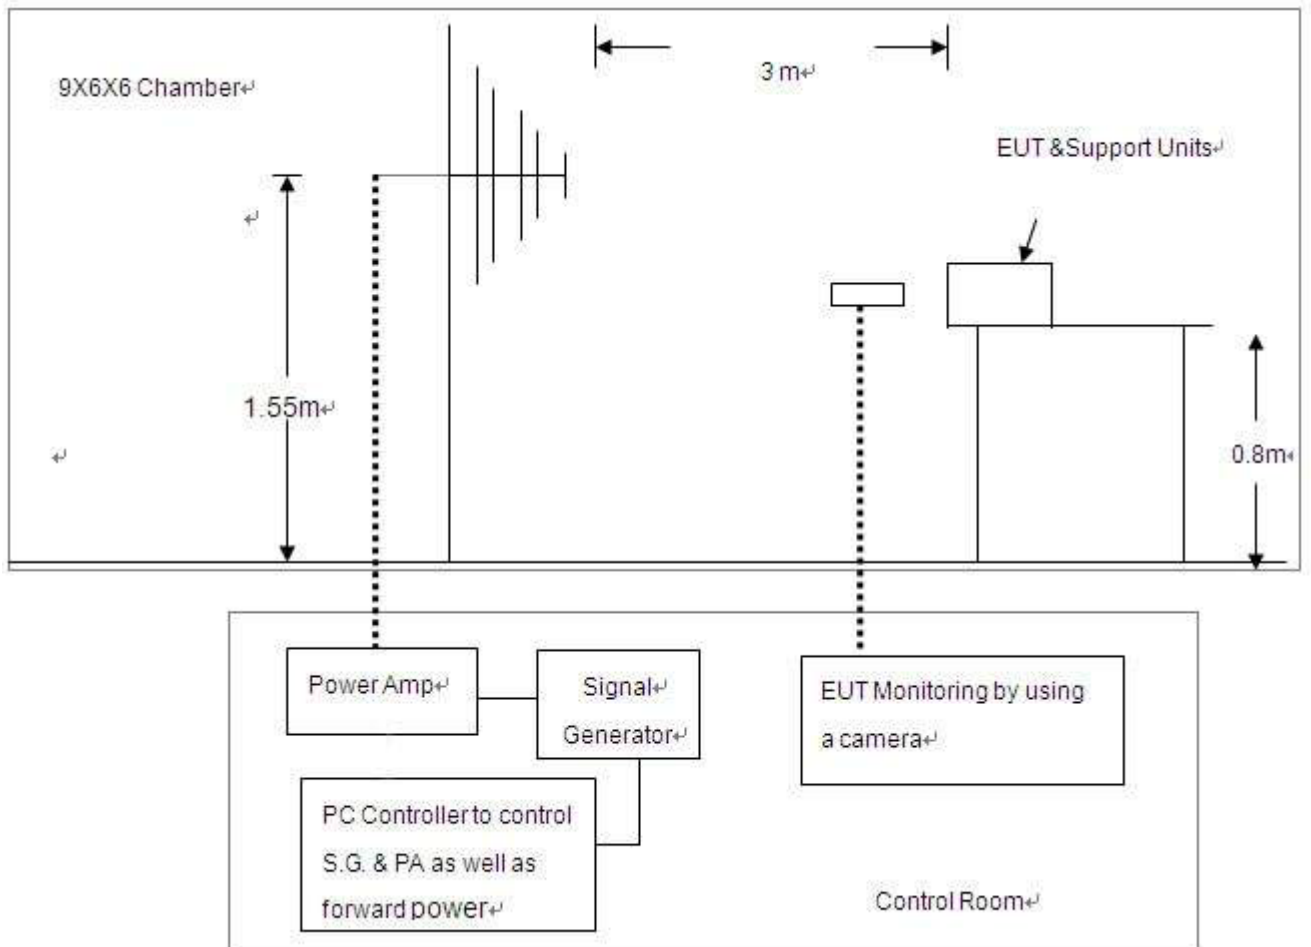 9X6X6 Chamber
3 m
EUT &Support Units
1.55m
0.8m
Power Amp
Signal
Generator
EUT Monitoring by using
a camera
PC Controller to control
S.G. & PA as well as
forward power
Control Room